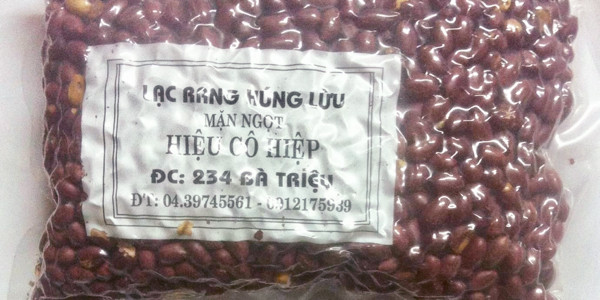 LẠC RANG HÚNG LỪU
MẶN NGỌT
HIỆU CÔ HIỆP
ĐC: 234 BÀ TRIỆU
ĐT: 04.39745561 - 0912175939